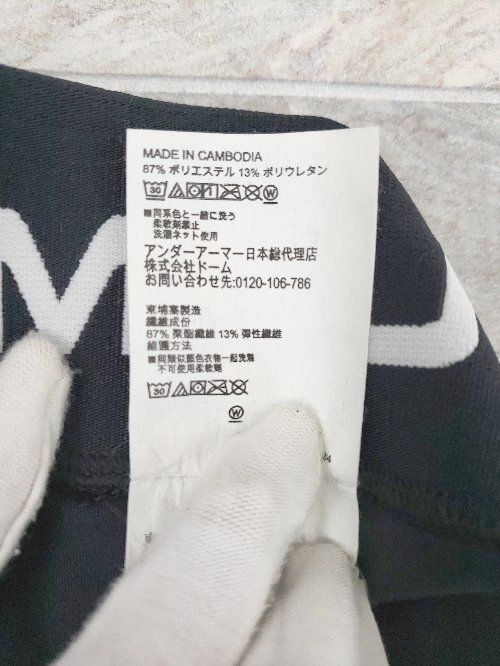 MADE IN CAMBODIA
87% ポリエステル 13% ポリウレタン
30
W
■同系色と一緒に洗う
柔軟剤禁止
洗濯ネット使用
アンダーアーマー日本総代理店
株式会社ドーム
お問い合わせ先:0120-106-786
柬埔寨製造
纖維成份
87% 聚酯纖維 13% 彈性纖維
維護方法
■與類似顏色衣物一起洗滌
不可使用柔軟劑
30
W
M